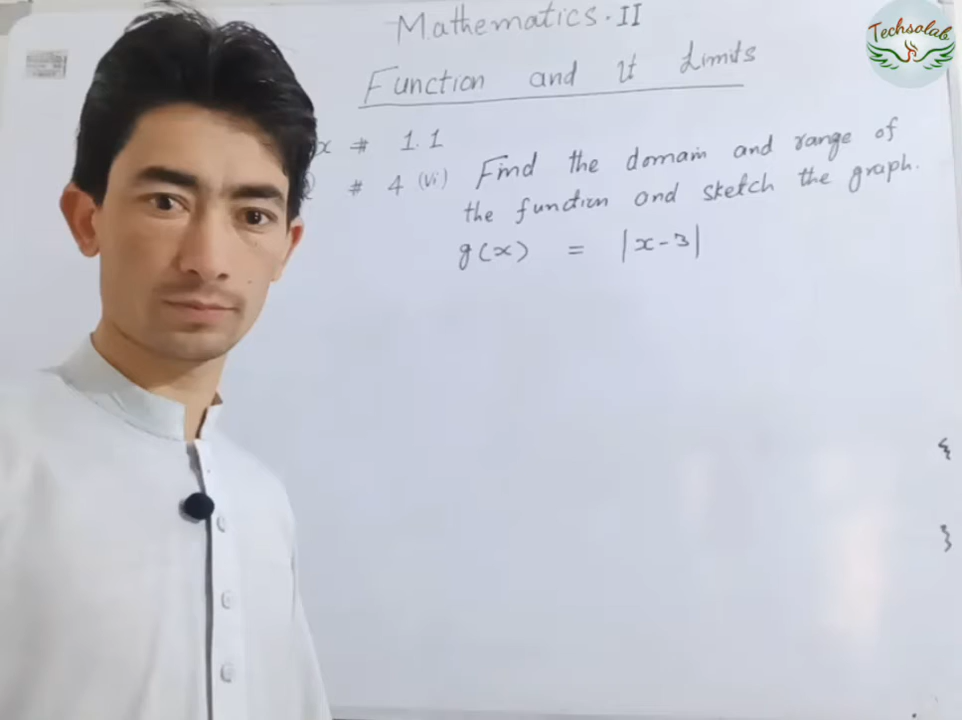 Mathematics. II
Techsolab
Function and It Limits
x # 1.1
# 4 (vi) Find the domain and range of
the function and sketch the graph.
g(x) = |x-3|
{
}